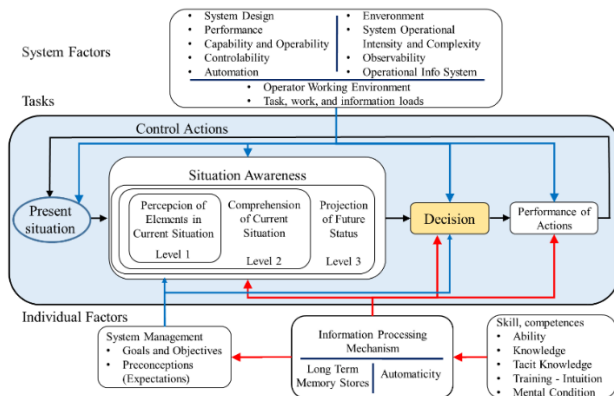 System Factors
• System Design
• Performance
• Capability and Operability
• Controlability
• Automation
• Environment
• System Operational
Intensity and Complexity
• Observability
• Operational Info System
• Operator Working Environment
• Task, work, and information loads
Tasks
Control Actions
Situation Awareness
Present
situation
Percepcion of
Elements in
Current Situation
Level 1
Comprehension
of Current
Situation
Level 2
Projection
of Future
Status
Level 3
Decision
Performance of
Actions
Individual Factors
System Management
• Goals and Objectives
• Preconceptions
(Expectations)
Information Processing
Mechanism
Long Term
Memory Stores
Automaticity
Skill, competences
• Ability
• Knowledge
• Tacit Knowledge
• Training - Intuition
• Mental Condition